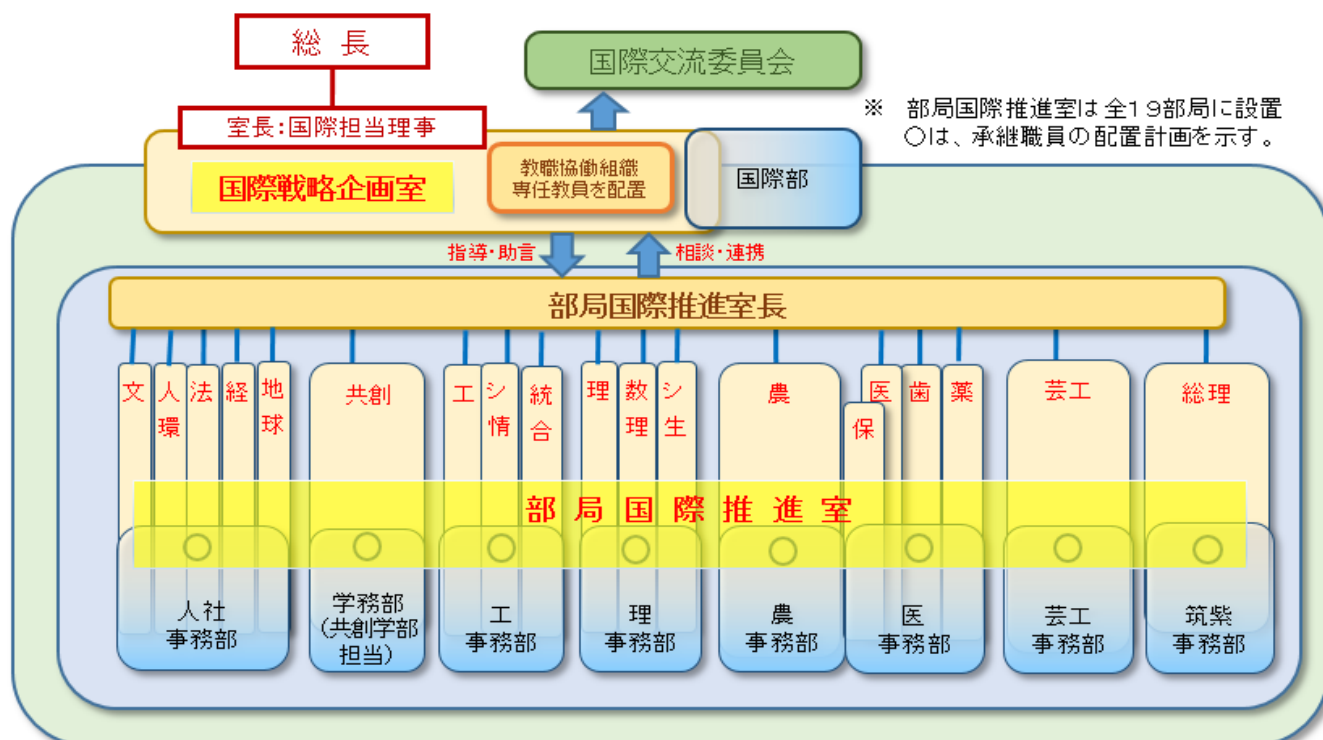 総 長
国際交流委員会
室長:国際担当理事
※ 部局国際推進室は全19部局に設置
〇は、承継職員の配置計画を示す。
国際戦略企画室
教職協働組織
専任教員を配置
国際部
指導・助言
相談・連携
部局国際推進室長
文
人環
法
経
地球
共創
工
シ情
統合
理
数理
シ生
農
医
保
歯
薬
芸工
総理
部局国際推進室
〇
〇
〇
〇
〇
〇
〇
〇
人社
事務部
学務部
(共創学部
担当)
工
事務部
理
事務部
農
事務部
医
事務部
芸工
事務部
筑紫
事務部